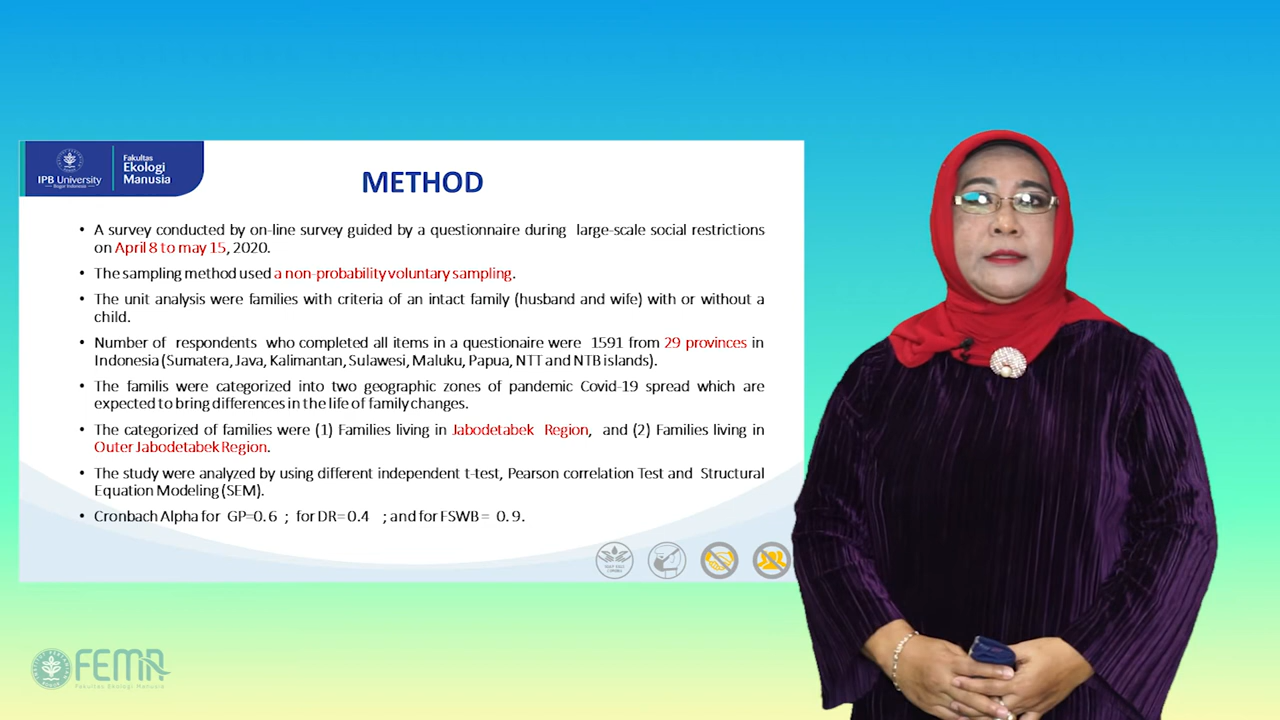 IPB University
Bogor Indonesia
Fakultas
Ekologi
Manusia
METHOD
• A survey conducted by on-line survey guided by a questionnaire during large-scale social restrictions
on April 8 to may 15, 2020.
• The sampling method used a non-probability voluntary sampling.
• The unit analysis were families with criteria of an intact family (husband and wife) with or without a
child.
• Number of respondents who completed all items in a questionaire were 1591 from 29 provinces in
Indonesia (Sumatera, Java, Kalimantan, Sulawesi, Maluku, Papua, NTT and NTB islands).
• The familis were categorized into two geographic zones of pandemic Covid-19 spread which are
expected to bring differences in the life of family changes.
• The categorized of families were (1) Families living in Jabodetabek Region, and (2) Families living in
Outer Jabodetabek Region.
• The study were analyzed by using different independent t-test, Pearson correlation Test and Structural
Equation Modeling (SEM).
• Cronbach Alpha for GP=0.6 ; for DR=0.4 ; and for FSWB = 0.9.
FEMA
Fakultas Ekologi Manusia